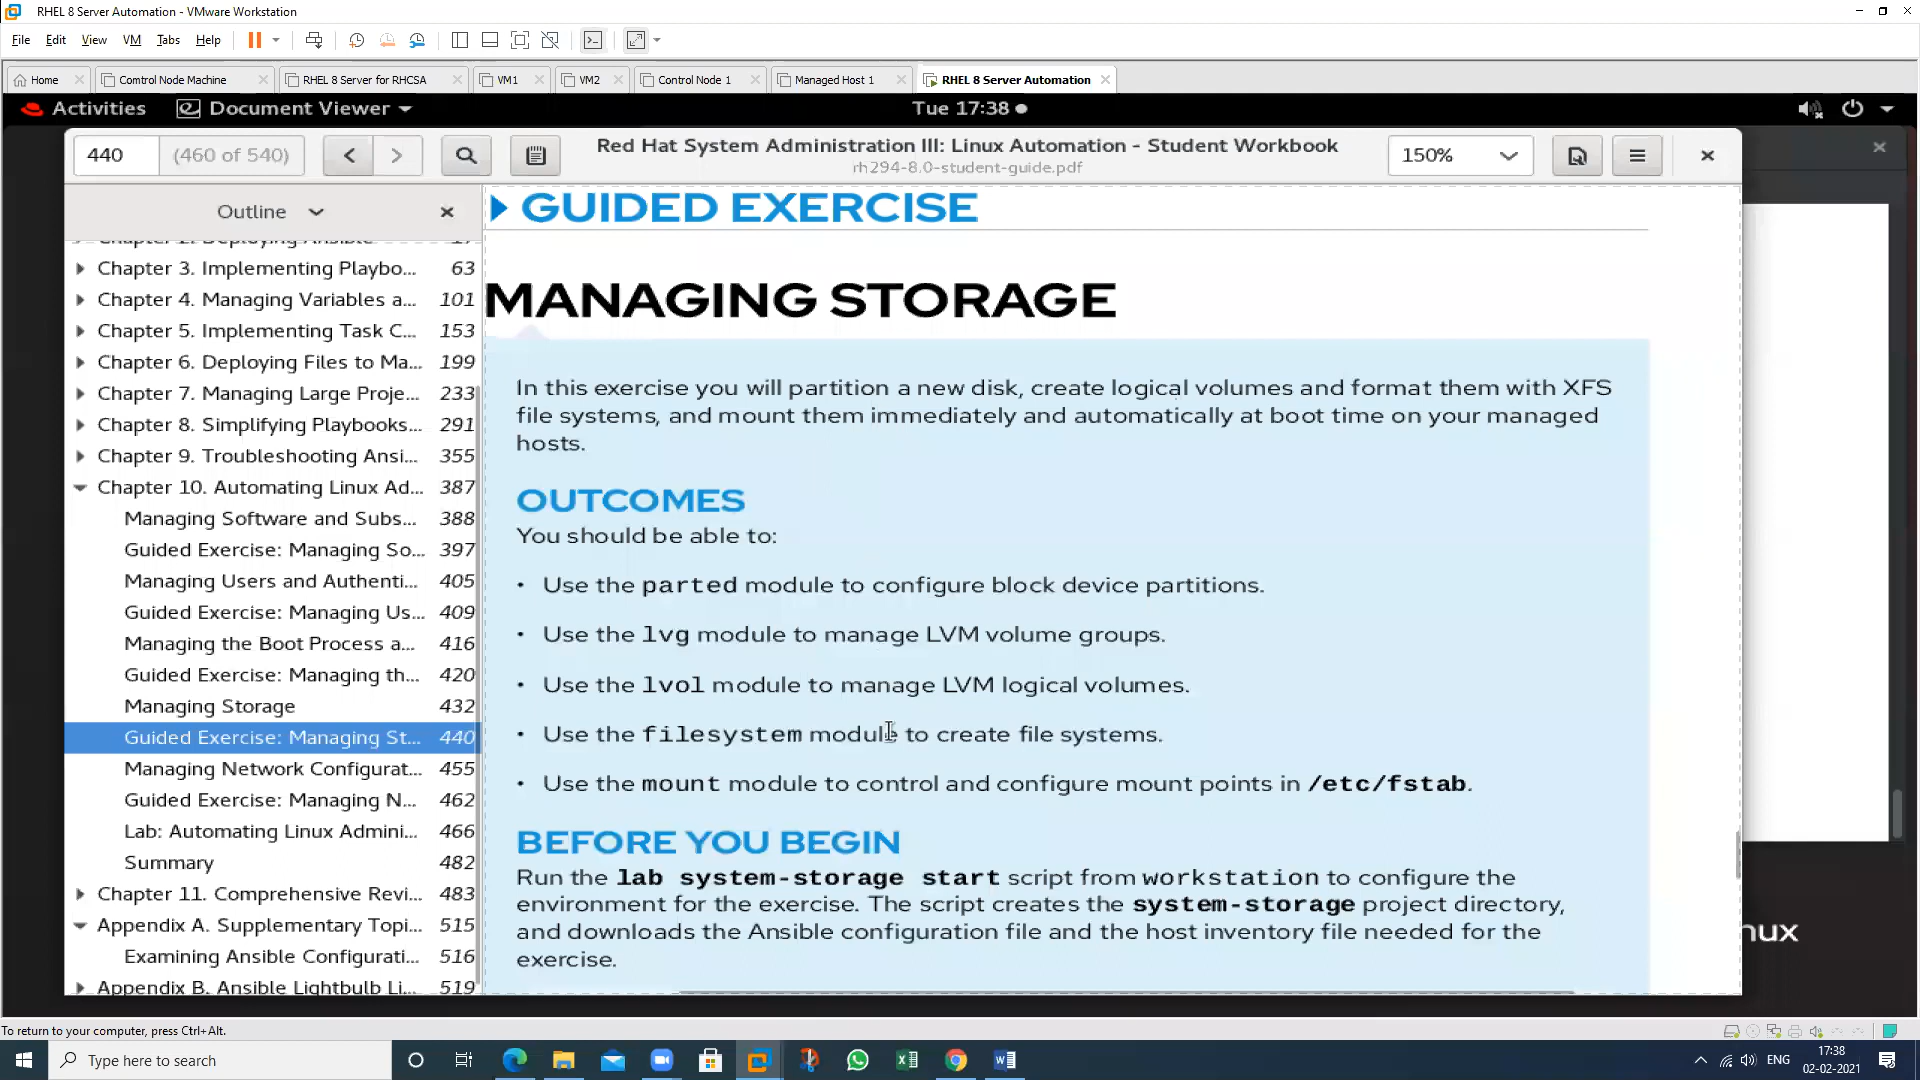 RHEL 8 Server Automation - VMware Workstation
File Edit View VM Tabs Help
Home Comtrol Node Machine RHEL 8 Server for RHCSA VM1 VM2 Control Node 1 Managed Host 1 RHEL 8 Server Automation
Activities Document Viewer Tue 17:38
440 (460 of 540) Red Hat System Administration III: Linux Automation - Student Workbook 150%
rh294-8.0-student-guide.pdf
Outline
Chapter 2. Deploying Ansible 17
Chapter 3. Implementing Playbo... 63
Chapter 4. Managing Variables a... 101
Chapter 5. Implementing Task C... 153
Chapter 6. Deploying Files to Ma... 199
Chapter 7. Managing Large Proje... 233
Chapter 8. Simplifying Playbooks... 291
Chapter 9. Troubleshooting Ansi... 355
Chapter 10. Automating Linux Ad... 387
Managing Software and Subs... 388
Guided Exercise: Managing So... 397
Managing Users and Authenti... 405
Guided Exercise: Managing Us... 409
Managing the Boot Process a... 416
Guided Exercise: Managing th... 420
Managing Storage 432
Guided Exercise: Managing St... 440
Managing Network Configurat... 455
Guided Exercise: Managing N... 462
Lab: Automating Linux Admini... 466
Summary 482
Chapter 11. Comprehensive Revi... 483
Appendix A. Supplementary Topi... 515
Examining Ansible Configurati... 516
Appendix B. Ansible Lightbulb Li... 519
GUIDED EXERCISE
MANAGING STORAGE
In this exercise you will partition a new disk, create logical volumes and format them with XFS
file systems, and mount them immediately and automatically at boot time on your managed
hosts.
OUTCOMES
You should be able to:
• Use the parted module to configure block device partitions.
• Use the lvg module to manage LVM volume groups.
• Use the lvol module to manage LVM logical volumes.
• Use the filesystem module to create file systems.
• Use the mount module to control and configure mount points in /etc/fstab.
BEFORE YOU BEGIN
Run the lab system-storage start script from workstation to configure the
environment for the exercise. The script creates the system-storage project directory,
and downloads the Ansible configuration file and the host inventory file needed for the
exercise.
nux
To return to your computer, press Ctrl+Alt.
Type here to search
ENG
17:38
02-02-2021